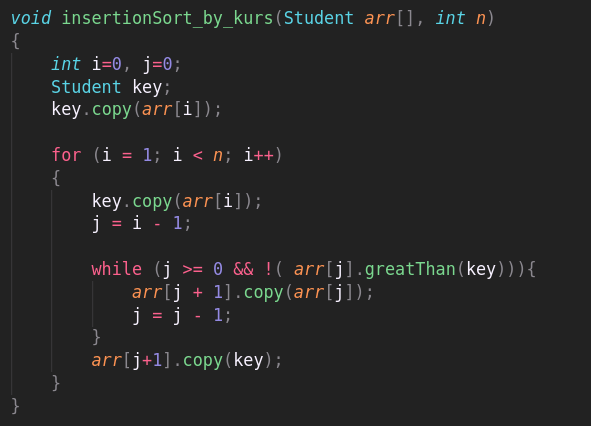 void insertionSort_by_kurs(Student arr[], int n)
{
    int i=0, j=0;
    Student key;
    key.copy(arr[i]);

    for (i = 1; i < n; i++)
    {
        key.copy(arr[i]);
        j = i - 1;

        while (j >= 0 && !( arr[j].greatThan(key))){
            arr[j + 1].copy(arr[j]);
            j = j - 1;
        }
        arr[j+1].copy(key);
    }
}